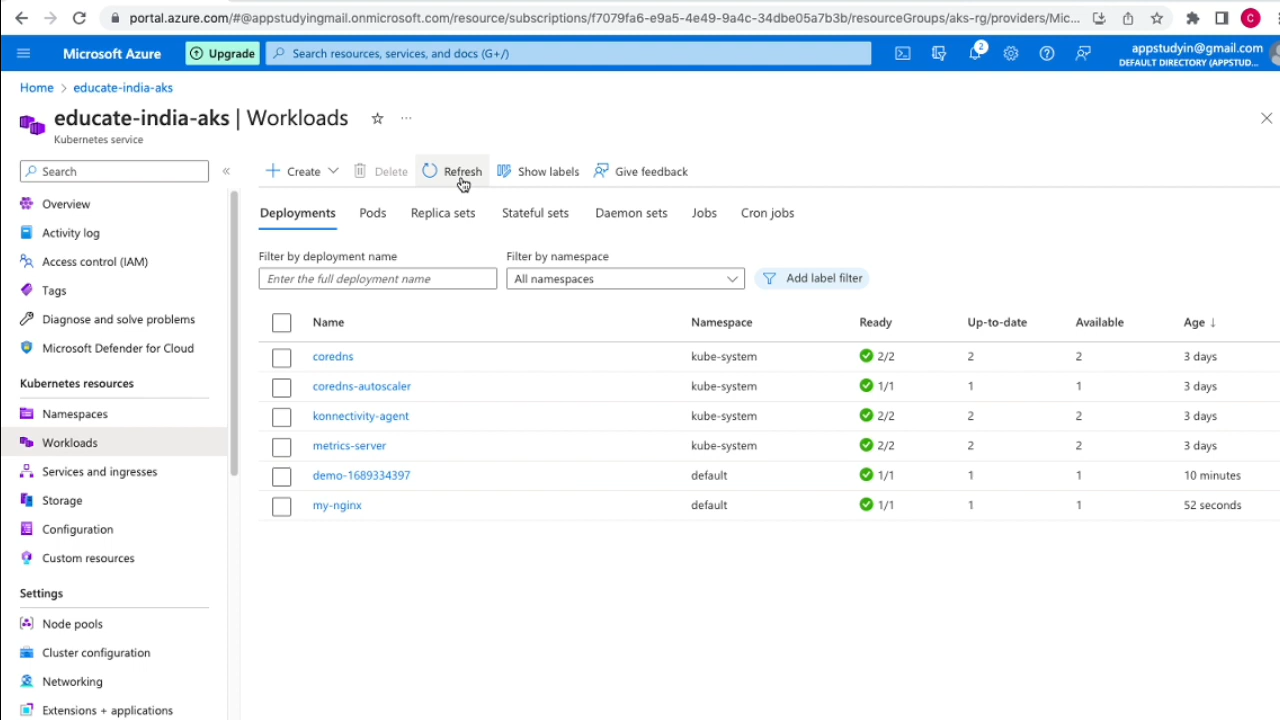 portal.azure.com/#@appstudyingmail.onmicrosoft.com/resource/subscriptions/f7079fa6-e9a5-4e49-9a4c-34dbe05a7b3b/resourceGroups/aks-rg/providers/Mic...
C
Microsoft Azure
Upgrade
Search resources, services, and docs (G+/)
2
appstudyin@gmail.com
DEFAULT DIRECTORY (APPSTUD...
Home > educate-india-aks
educate-india-aks | Workloads
Kubernetes service
Search
Create
Delete
Refresh
Show labels
Give feedback
Overview
Activity log
Access control (IAM)
Tags
Diagnose and solve problems
Microsoft Defender for Cloud
Kubernetes resources
Namespaces
Workloads
Services and ingresses
Storage
Configuration
Custom resources
Settings
Node pools
Cluster configuration
Networking
Extensions + applications
Deployments Pods Replica sets Stateful sets Daemon sets Jobs Cron jobs
Filter by deployment name
Enter the full deployment name
Filter by namespace
All namespaces
Add label filter
Name Namespace Ready Up-to-date Available Age ↓
coredns kube-system 2/2 2 2 3 days
coredns-autoscaler kube-system 1/1 1 1 3 days
konnectivity-agent kube-system 2/2 2 2 3 days
metrics-server kube-system 2/2 2 2 3 days
demo-1689334397 default 1/1 1 1 10 minutes
my-nginx default 1/1 1 1 52 seconds